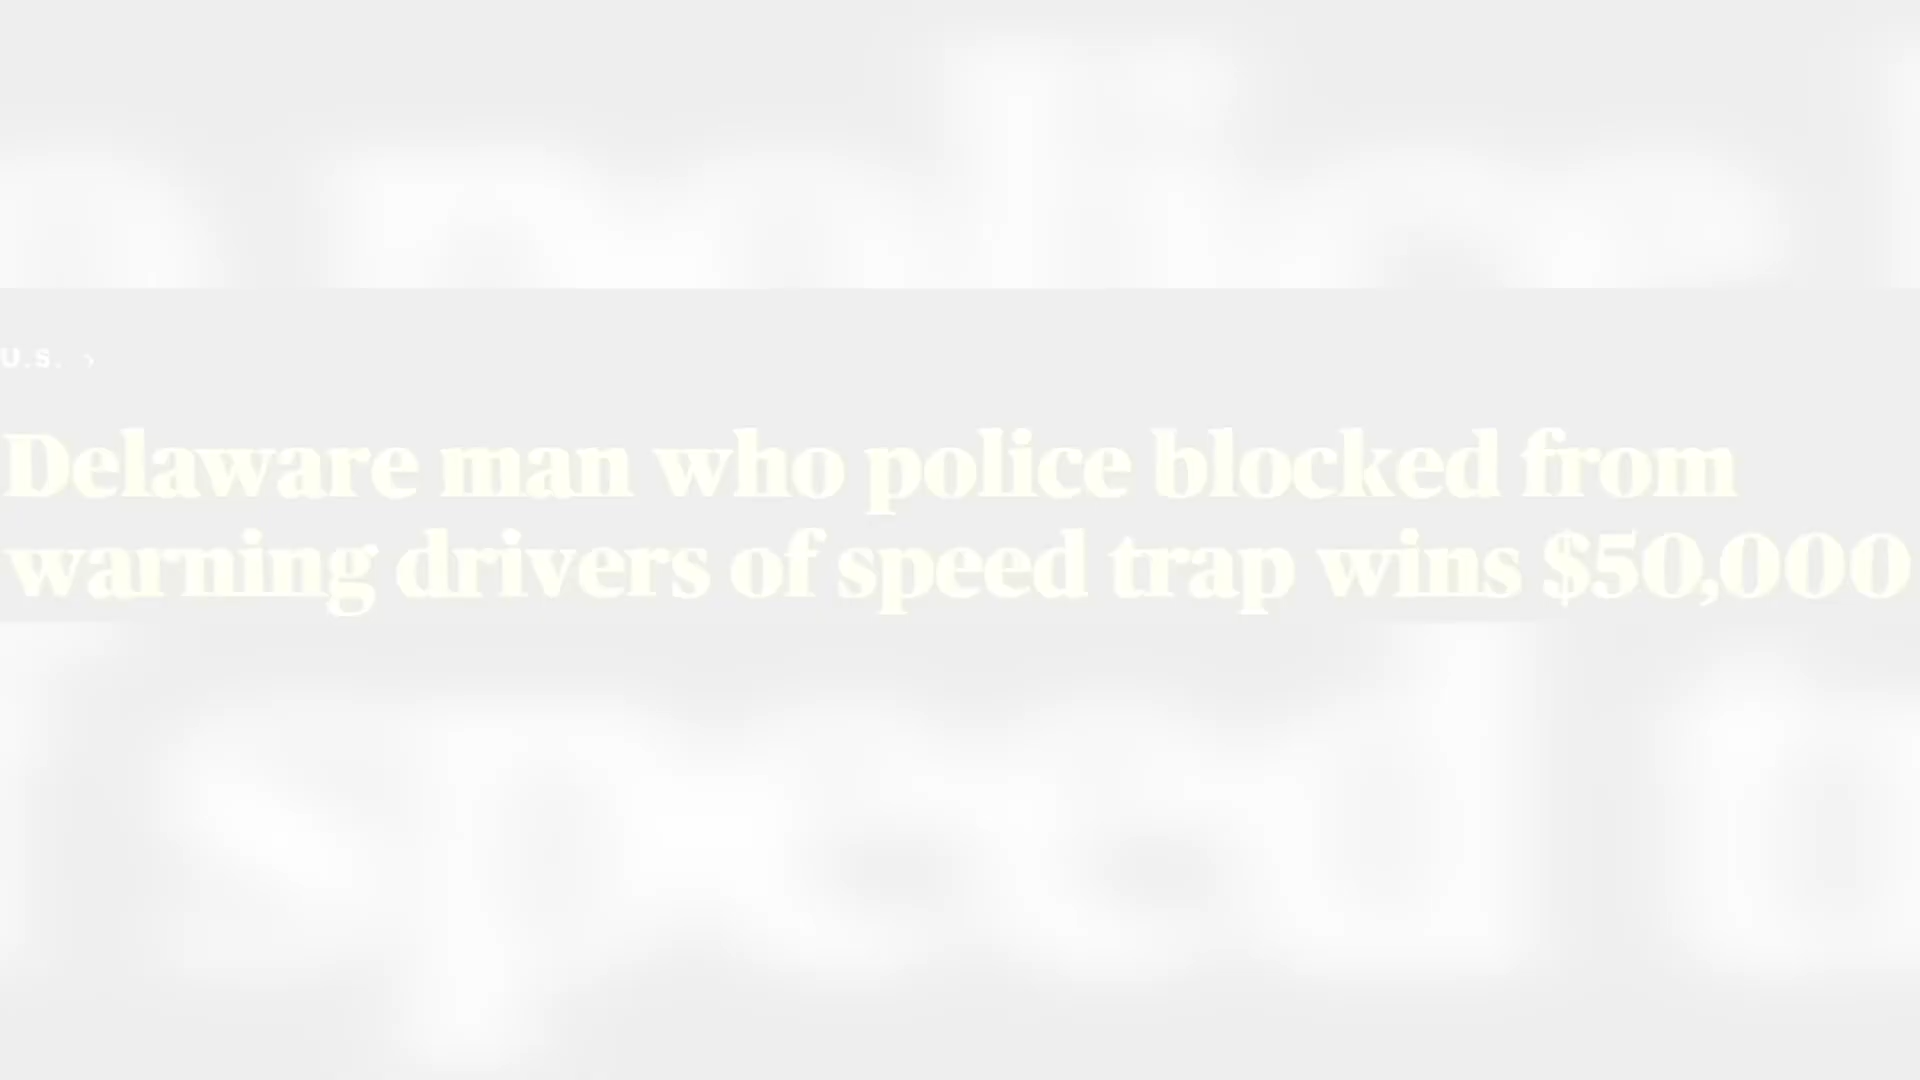 U.S. ›
Delaware man who police blocked from
warning drivers of speed trap wins $50,000